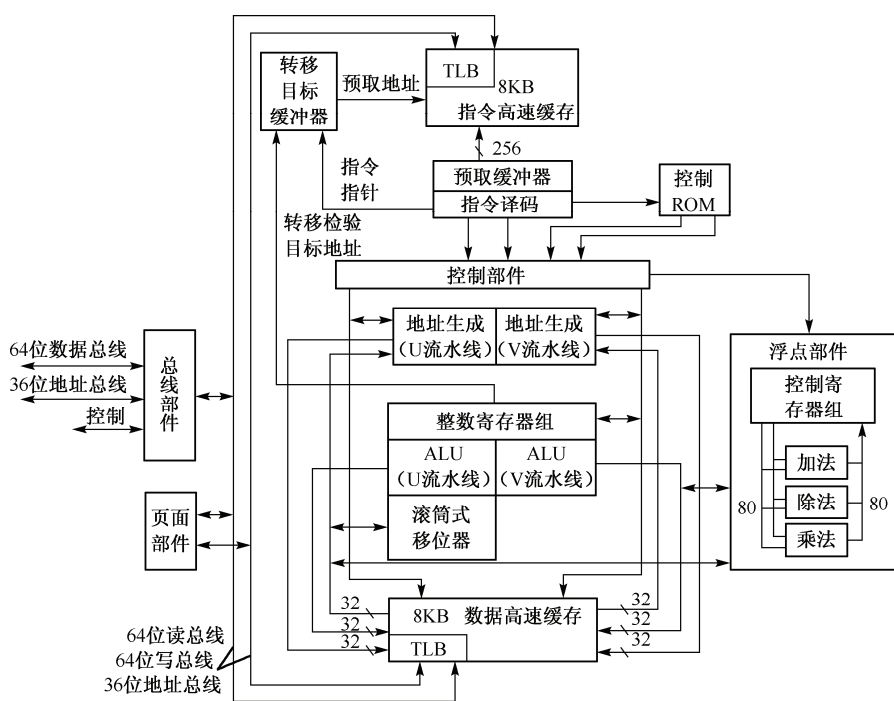 转移
目标
缓冲器
预取地址
TLB
8KB
指令高速缓存
256
指令
指针
预取缓冲器
指令译码
控制
ROM
转移检验
目标地址
控制部件
地址生成
(U流水线)
地址生成
(V流水线)
64位数据总线
36位地址总线
控制
总线部件
浮点部件
控制寄
存器组
整数寄存器组
ALU
(U流水线)
ALU
(V流水线)
加法
除法
乘法
80
80
滚筒式
移位器
页面
部件
32
32
32
8KB 数据高速缓存
TLB
32
32
32
64位读总线
64位写总线
36位地址总线